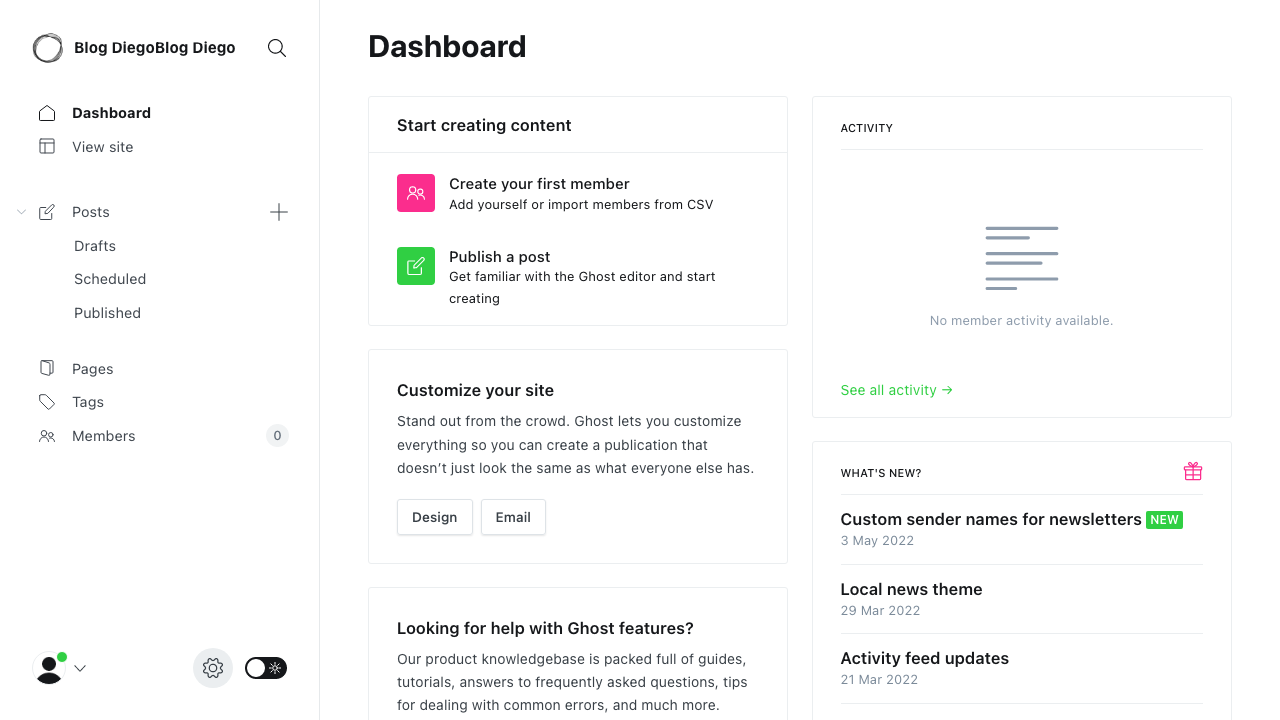 Blog DiegoBlog Diego
Dashboard
View site
Posts
Drafts
Scheduled
Published
Pages
Tags
Members
0
Dashboard
Start creating content
Create your first member
Add yourself or import members from CSV
Publish a post
Get familiar with the Ghost editor and start
creating
Customize your site
Stand out from the crowd. Ghost lets you customize
everything so you can create a publication that
doesn't just look the same as what everyone else has.
Design
Email
Looking for help with Ghost features?
Our product knowledgebase is packed full of guides,
tutorials, answers to frequently asked questions, tips
for dealing with common errors, and much more.
ACTIVITY
No member activity available.
See all activity →
WHAT'S NEW?
Custom sender names for newsletters NEW
3 May 2022
Local news theme
29 Mar 2022
Activity feed updates
21 Mar 2022